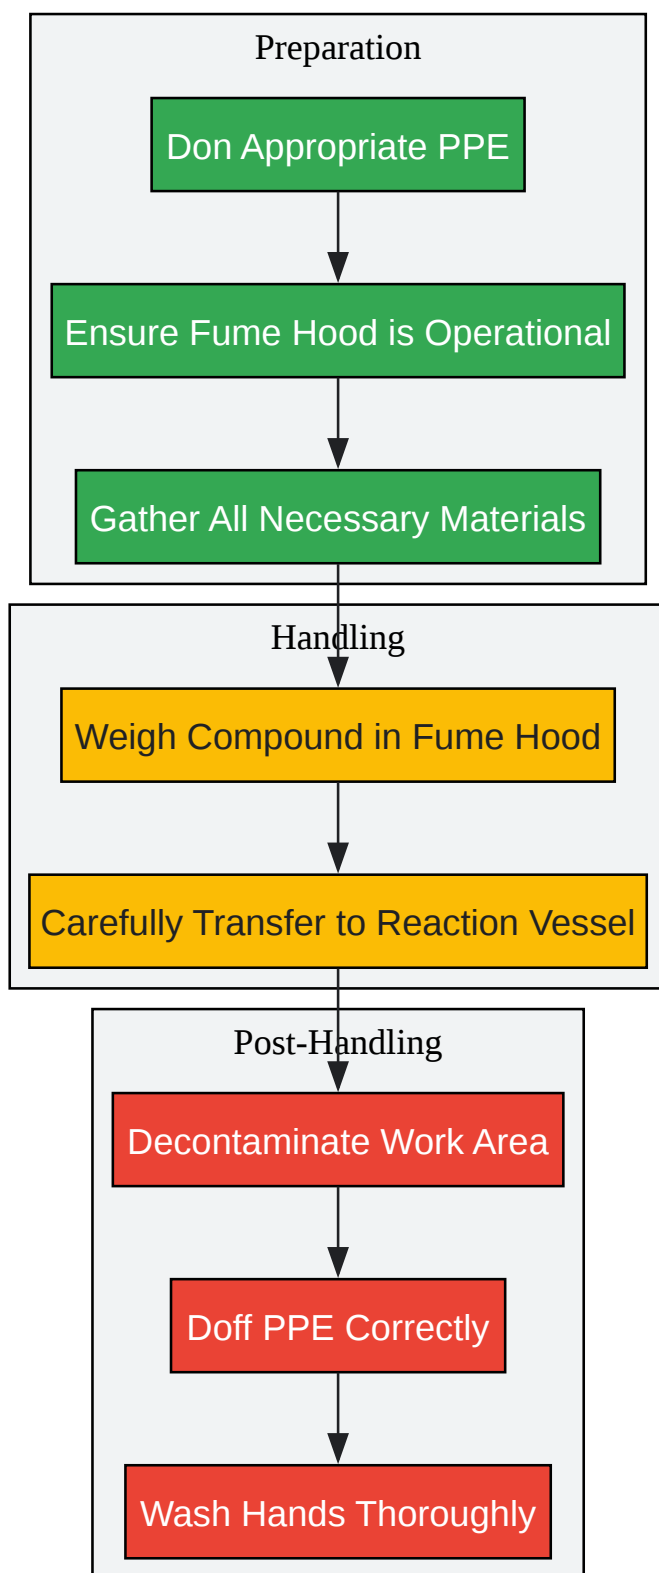 Preparation
Don Appropriate PPE
Ensure Fume Hood is Operational
Gather All Necessary Materials
Handling
Weigh Compound in Fume Hood
Carefully Transfer to Reaction Vessel
Post-Handling
Decontaminate Work Area
Doff PPE Correctly
Wash Hands Thoroughly